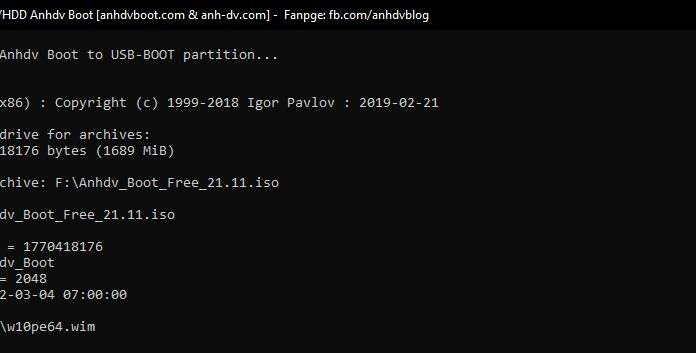 /HDD Anhdv Boot [anhdvboot.com & anh-dv.com] - Fanpge: fb.com/anhdvblog
Anhdv Boot to USB-BOOT partition...
x86) : Copyright (c) 1999-2018 Igor Pavlov : 2019-02-21
drive for archives:
18176 bytes (1689 MiB)
chive: F:\Anhdv_Boot_Free_21.11.iso
dv_Boot_Free_21.11.iso
= 1770418176
dv_Boot
= 2048
2-03-04 07:00:00
\w10pe64.wim